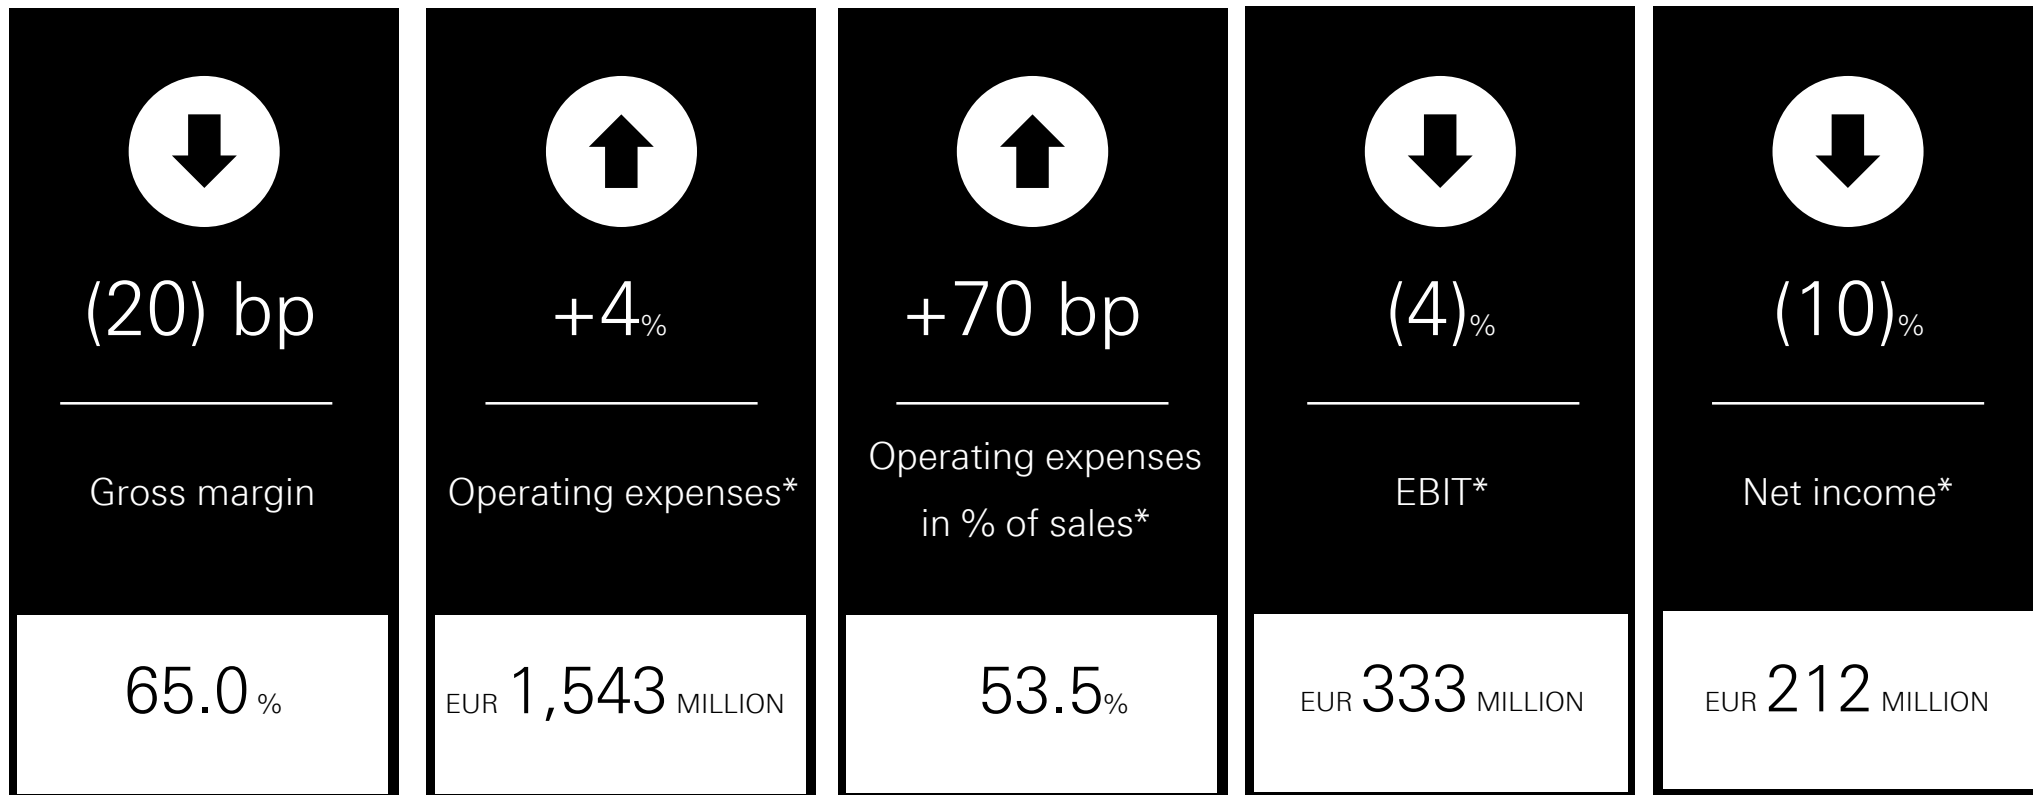 (20) bp
Gross margin
65.0 %
+4%
Operating expenses*
EUR 1,543 MILLION
+70 bp
Operating expenses
in % of sales*
53.5%
(4)%
EBIT*
EUR 333 MILLION
(10)%
Net income*
EUR 212 MILLION